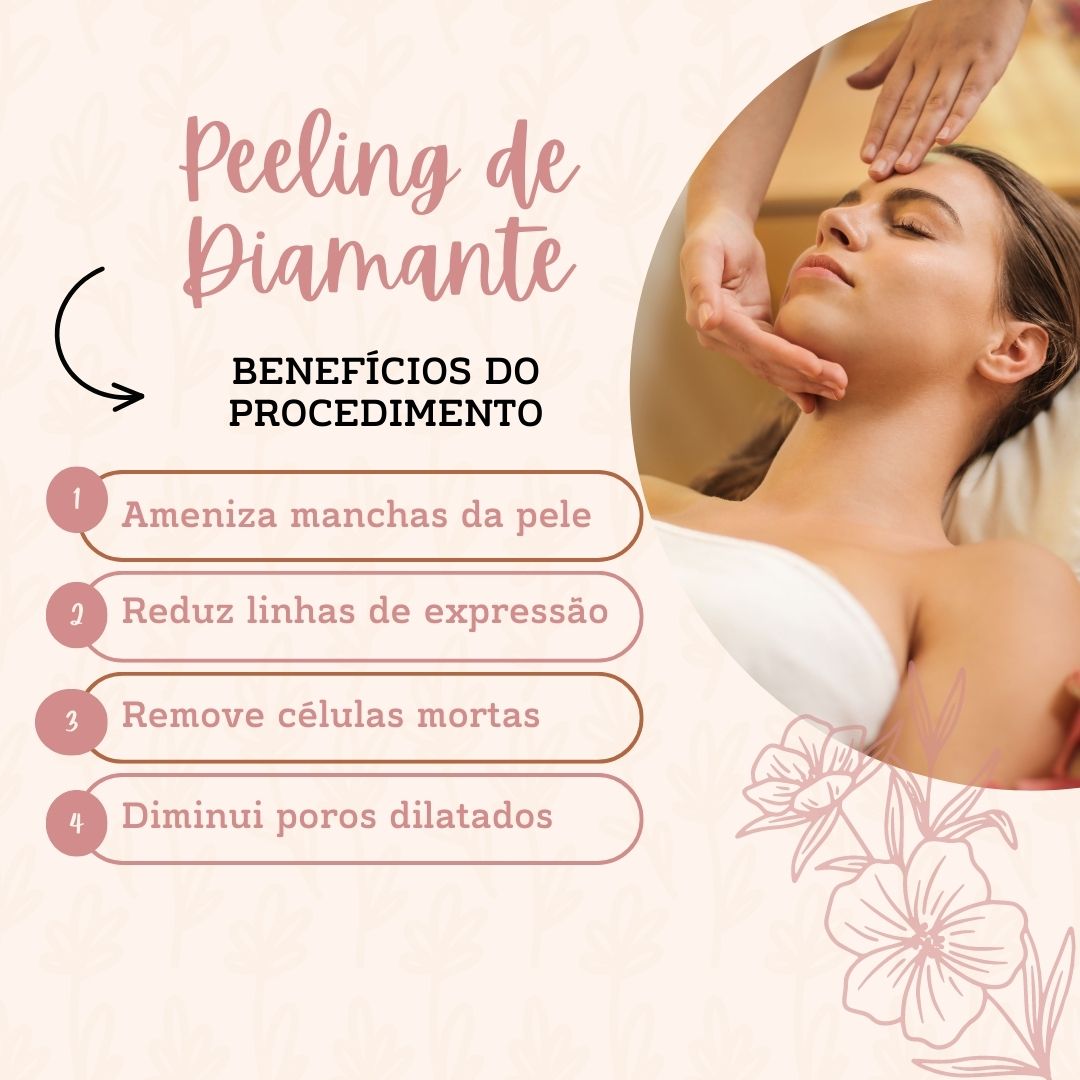 Peeling de
Diamante
BENEFÍCIOS DO
PROCEDIMENTO
1
Ameniza manchas da pele
2
Reduz linhas de expressão
3
Remove células mortas
4
Diminui poros dilatados